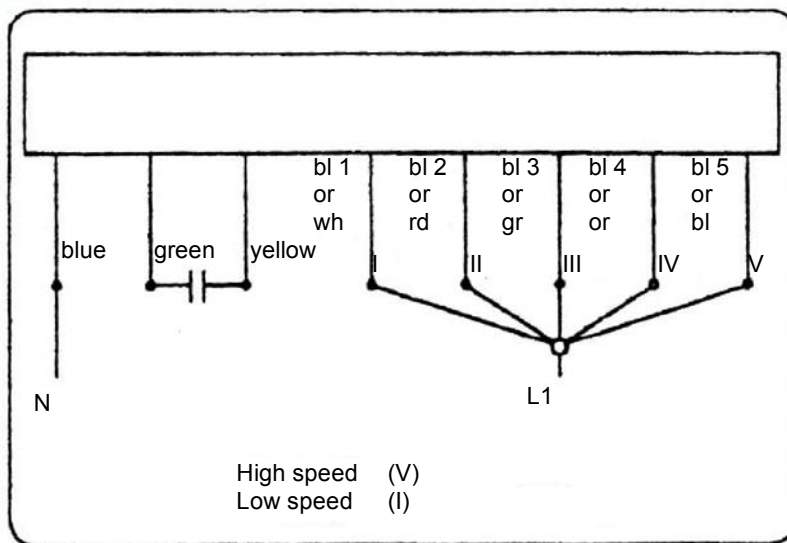 bl 1 bl 2 bl 3 bl 4 bl 5
or or or or or
wh rd gr or bl
blue green yellow
I II III IV V
N L1
High speed (V)
Low speed (I)